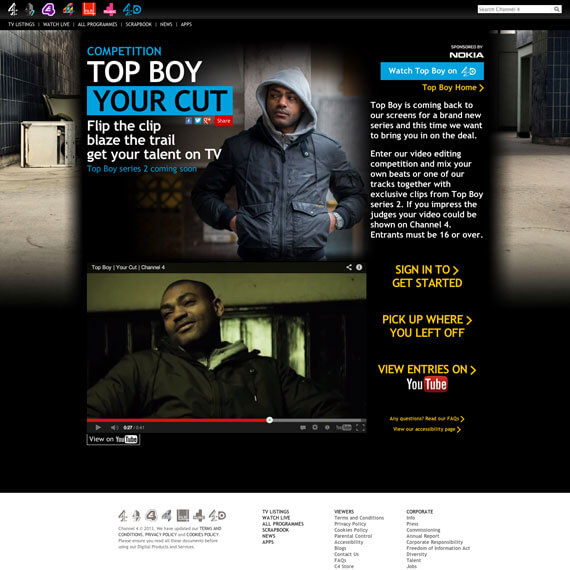 4 4 FILM 4 4oD
Search Channel 4
TV LISTINGS | WATCH LIVE | ALL PROGRAMMES | SCRAPBOOK | NEWS | APPS
COMPETITION
TOP BOY
YOUR CUT
Share
Flip the clip
blaze the trail
get your talent on TV
Top Boy series 2 coming soon
SPONSORED BY
NOKIA
Watch Top Boy on 4oD
Top Boy Home
Top Boy is coming back to
our screens for a brand new
series and this time we want
to bring you in on the deal.
Enter our video editing
competition and mix your
own beats or one of our
tracks together with
exclusive clips from Top Boy
series 2. If you impress the
judges your video could be
shown on Channel 4.
Entrants must be 16 or over.
Top Boy | Your Cut | Channel 4
0:27 / 0:41
YouTube
View on YouTube
SIGN IN TO
GET STARTED
PICK UP WHERE
YOU LEFT OFF
VIEW ENTRIES ON
YouTube
Any questions? Read our FAQs
View our accessibility page
Channel 4 © 2013. We have updated our TERMS AND
CONDITIONS, PRIVACY POLICY and COOKIES POLICY.
Please ensure you read all these documents before
using our Digital Products and Services.
TV LISTINGS
WATCH LIVE
ALL PROGRAMMES
SCRAPBOOK
NEWS
APPS
VIEWERS
Terms and Conditions
Privacy Policy
Cookies Policy
Parental Control
Accessibility
Blogs
Contact Us
FAQs
C4 Store
CORPORATE
Info
Press
Commissioning
Annual Report
Corporate Responsibility
Freedom of Information Act
Diversity
Talent
Jobs